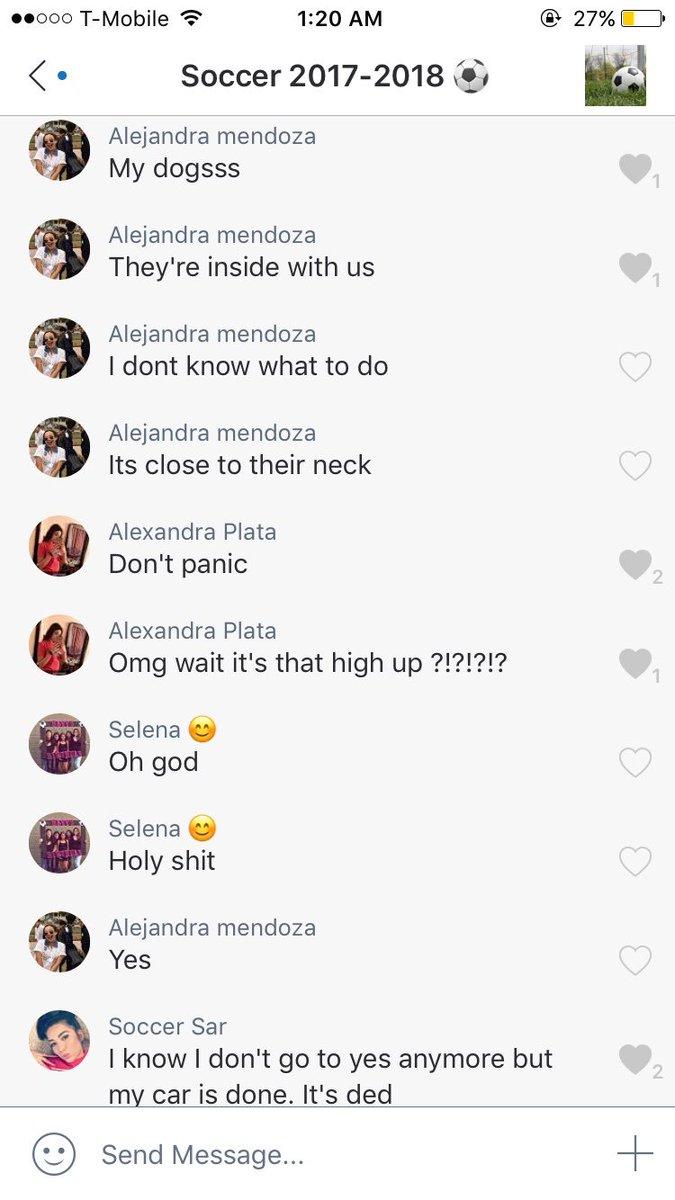 T-Mobile 1:20 AM 27%
Soccer 2017-2018 ⚽
Alejandra mendoza
My dogsss
1
Alejandra mendoza
They're inside with us
1
Alejandra mendoza
I dont know what to do
Alejandra mendoza
Its close to their neck
Alexandra Plata
Don't panic
2
Alexandra Plata
Omg wait it's that high up ?!?!?!?
1
Selena 😊
Oh god
Selena 😊
Holy shit
Alejandra mendoza
Yes
Soccer Sar
I know I don't go to yes anymore but
my car is done. It's ded
2
Send Message...